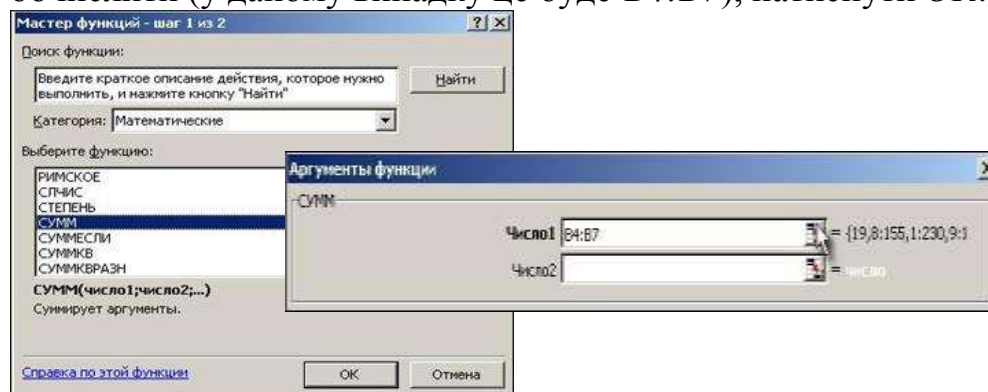 Мастер функций - шаг 1 из 2
Поиск функции:
Введите краткое описание действия, которое нужно
выполнить, и нажмите кнопку "Найти"
Найти
Категория: Математические
Выберите функцию:
РИМСКОЕ
СЛЧИС
СТЕПЕНЬ
СУММ
СУММЕСЛИ
СУММКВ
СУММКВРАЗН
СУММ(число1;число2;...)
Суммирует аргументы.
Справка по этой функции
ОК
Отмена
Аргументы функции
СУММ
Число1 B4:B7 = {19,8:155,1:230,9:1
Число2 = число